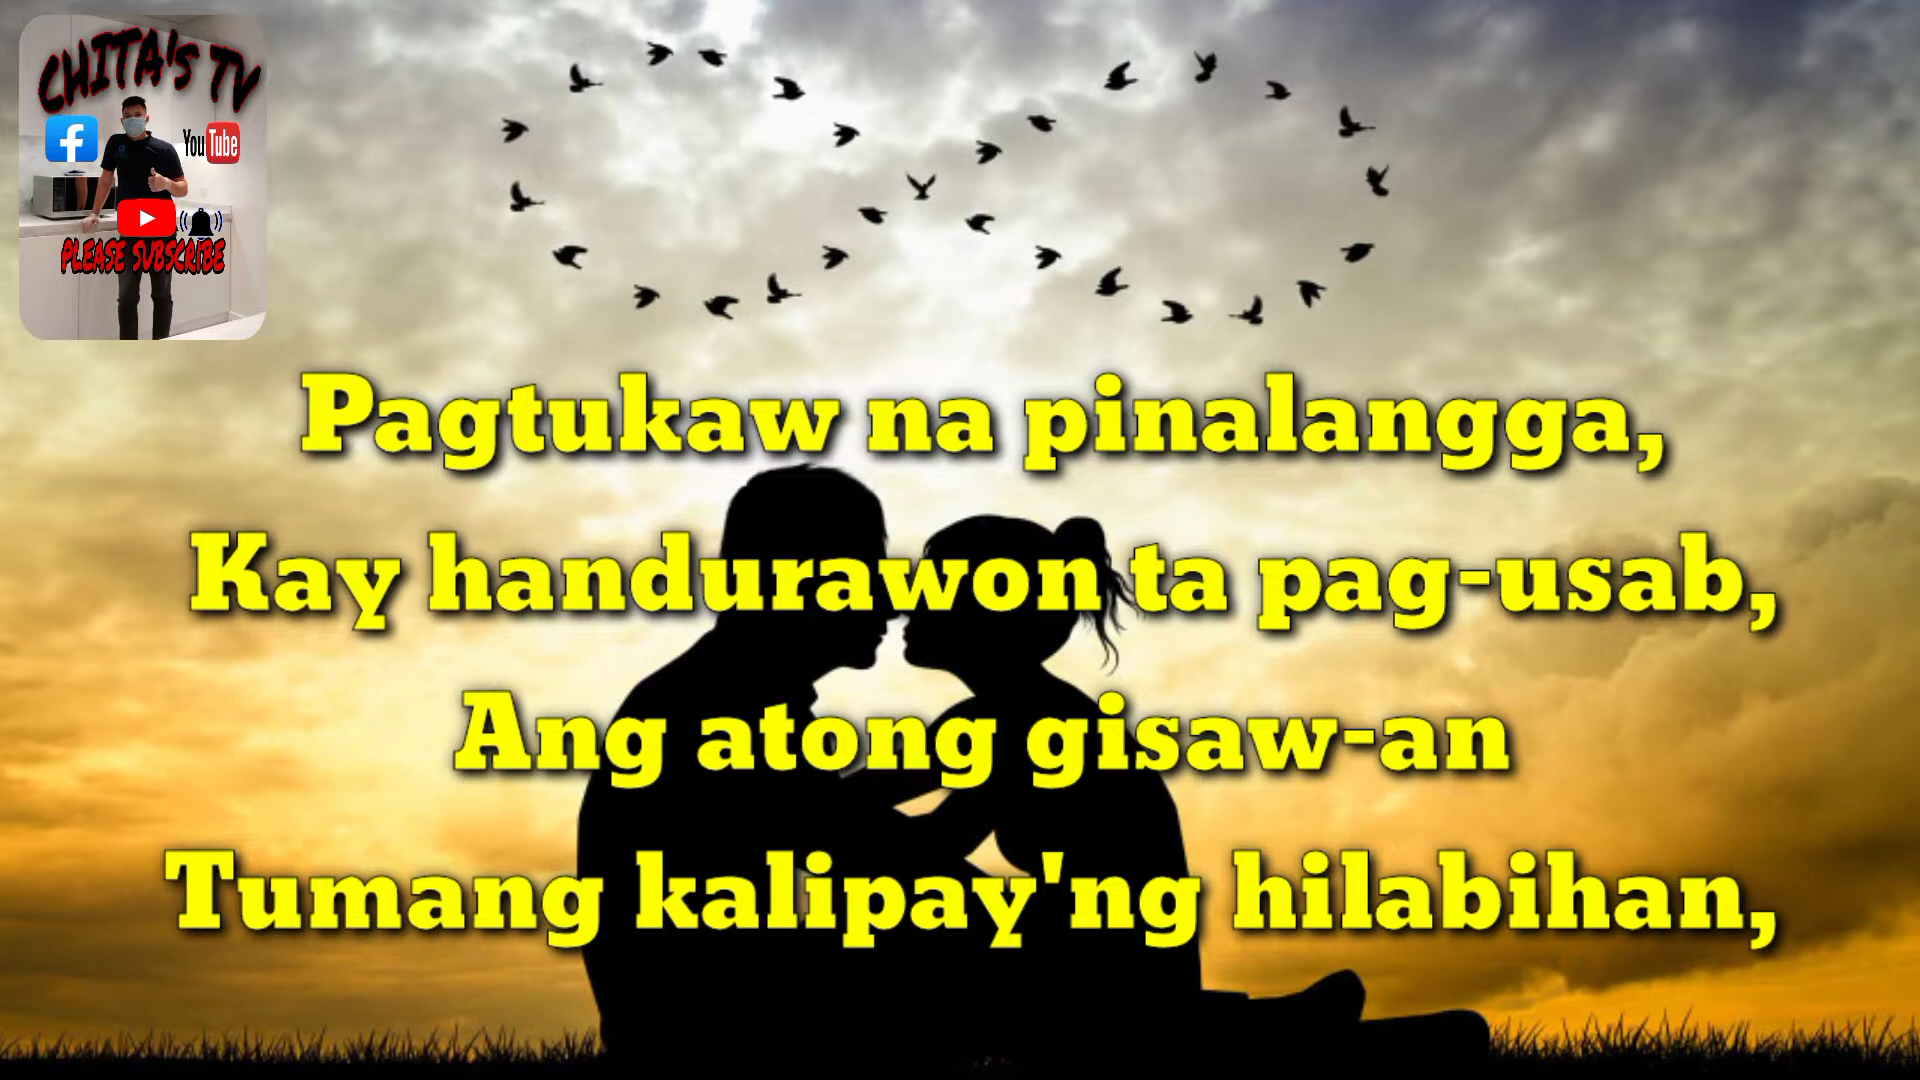 CHITA'S TV
YouTube
PLEASE SUBSCRIBE
Pagtukaw na pinalangga,
Kay handurawon ta pag-usab,
Ang atong gisaw-an
Tumang kalipay'ng hilabihan,